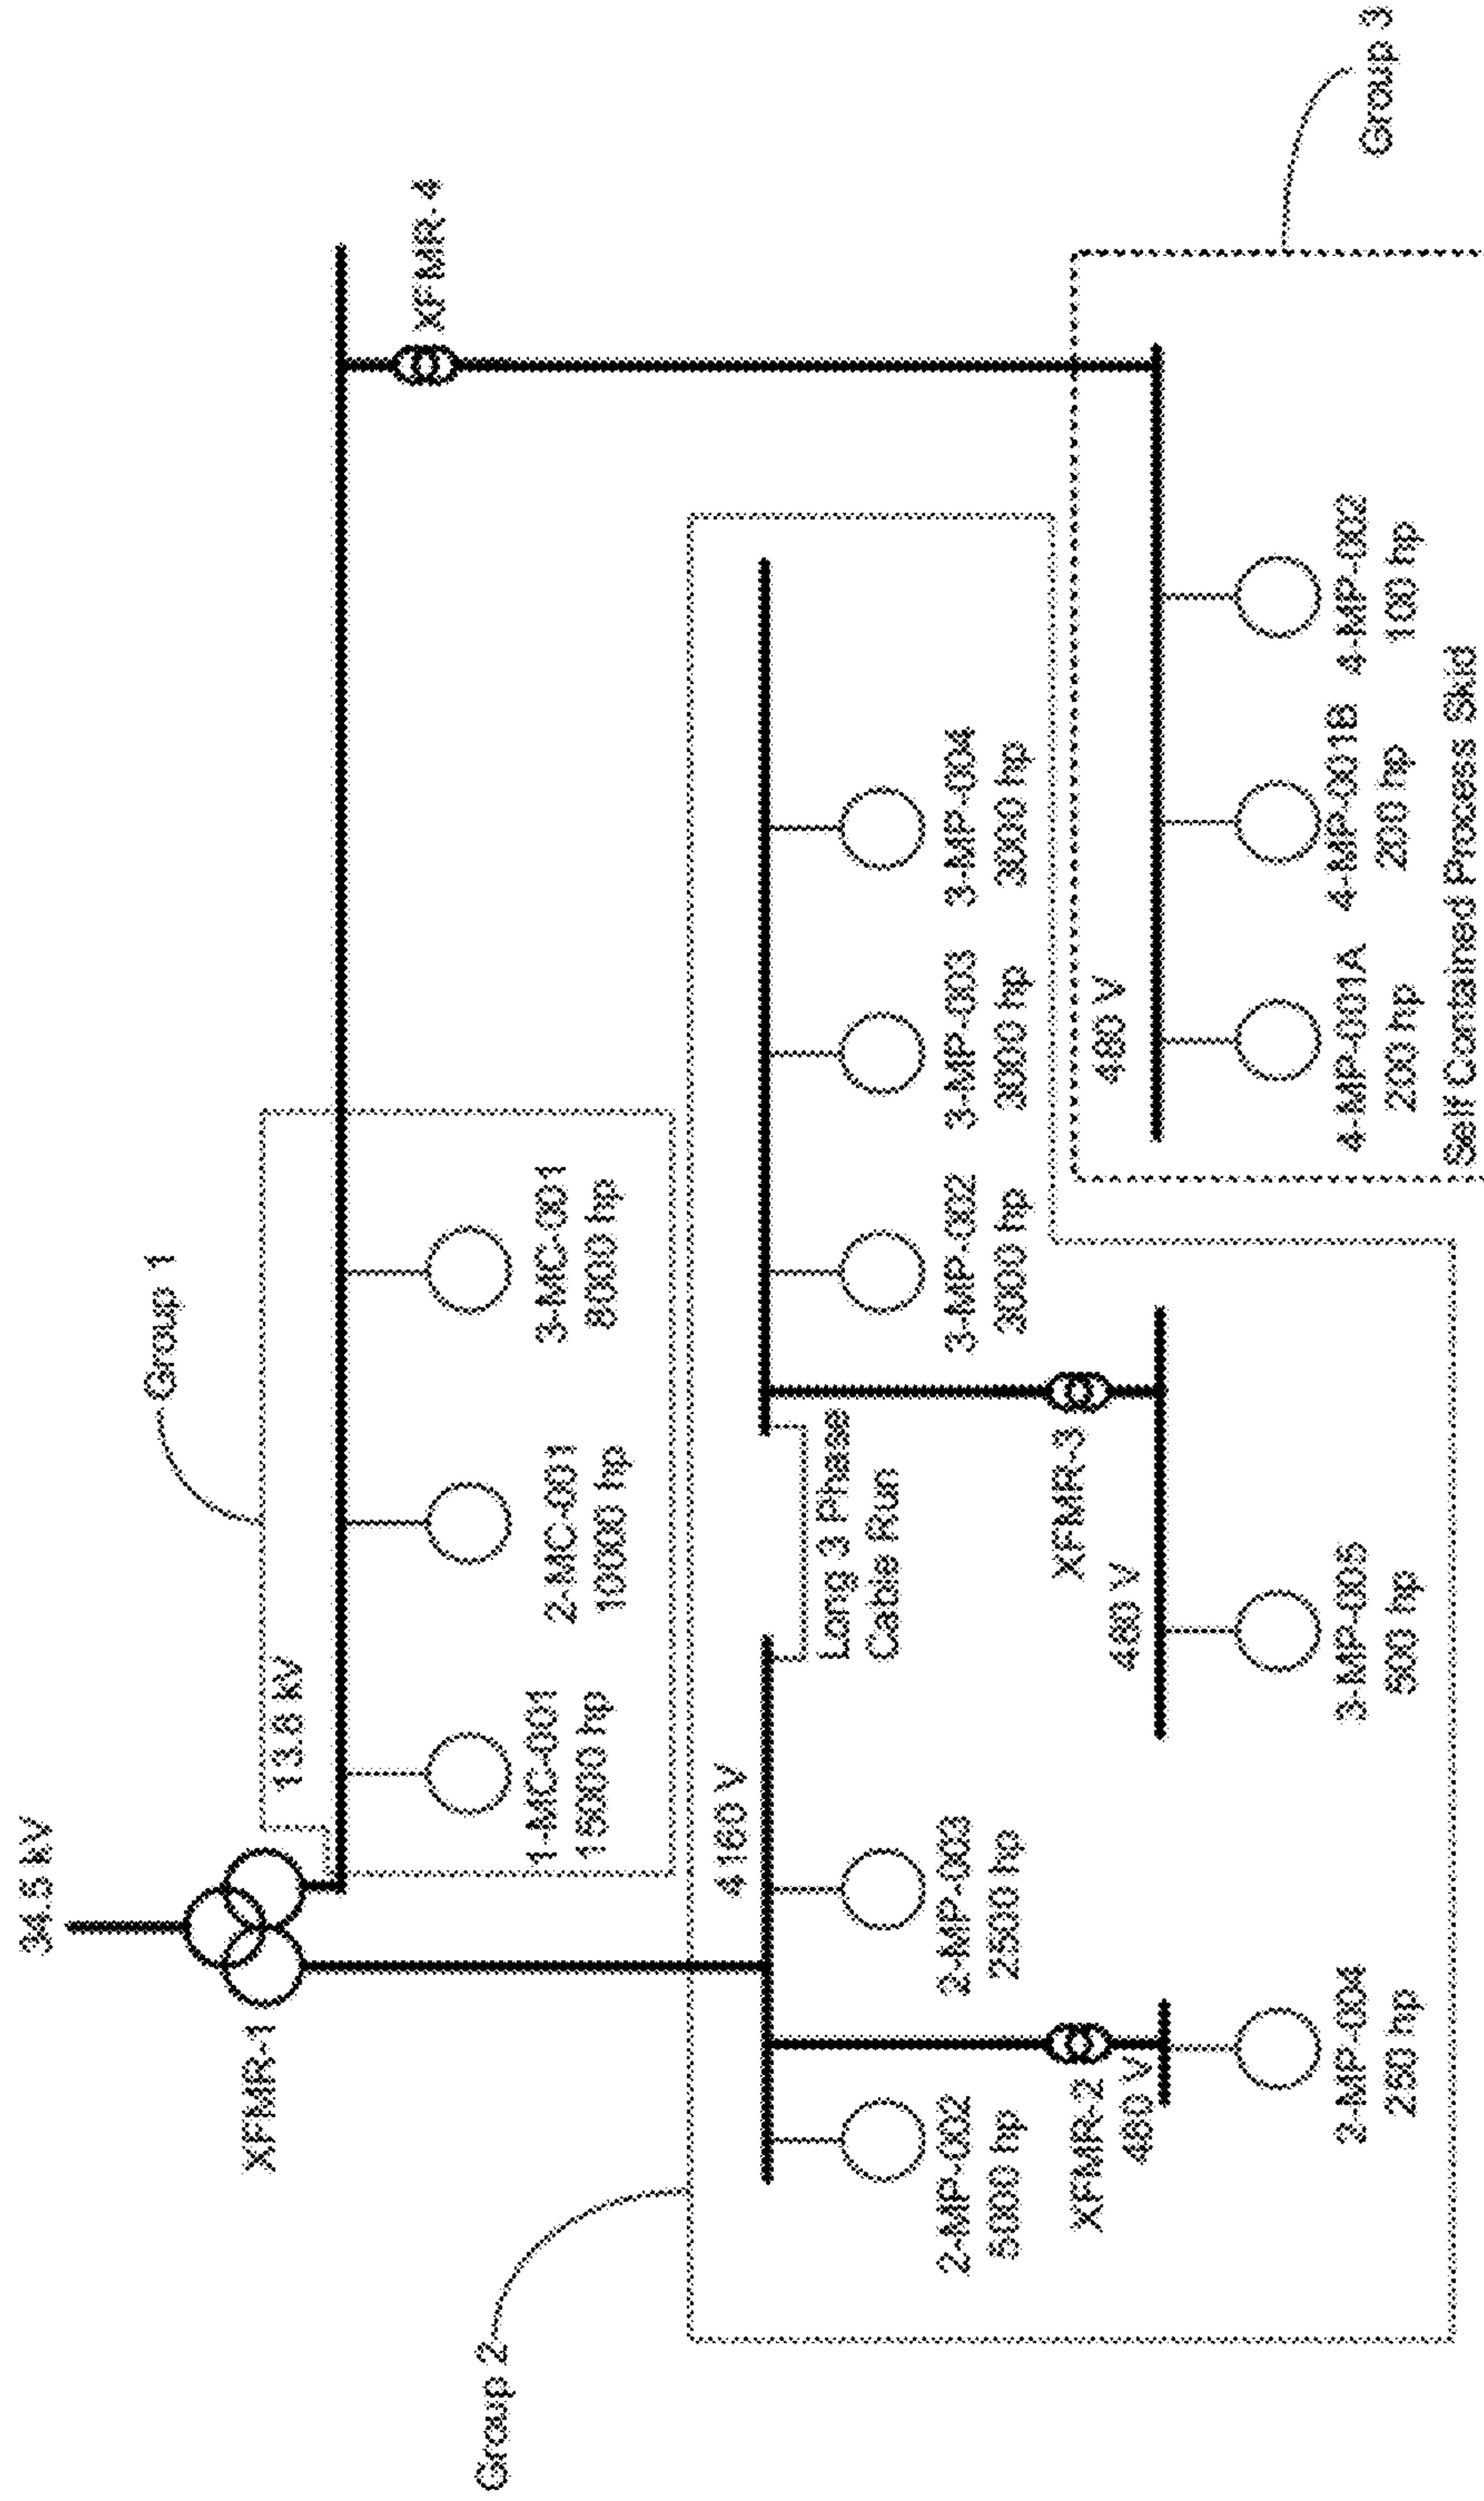 34.5 kV
Group 1
XFMR-1
13.8 kV
XFMR-4
Group 2
1-MC-001
15000 hp
2-MC-001
10000 hp
3-MC-001
8000 hp
4160 V
Long 3 Phase
Cable Run
2-MP-002
5000 hp
2-MP-003
2500 hp
3-MP-002
3000 hp
3-MP-003
3000 hp
3-MP-004
3000 hp
XFMR-2
480 V
XFMR-3
480 V
480 V
2-MP-004
250 hp
3-MP-005
500 hp
4-MP-001A
200 hp
4-MP-001B
200 hp
4-MP-002
100 hp
Group 3
Self Contained Process Skid